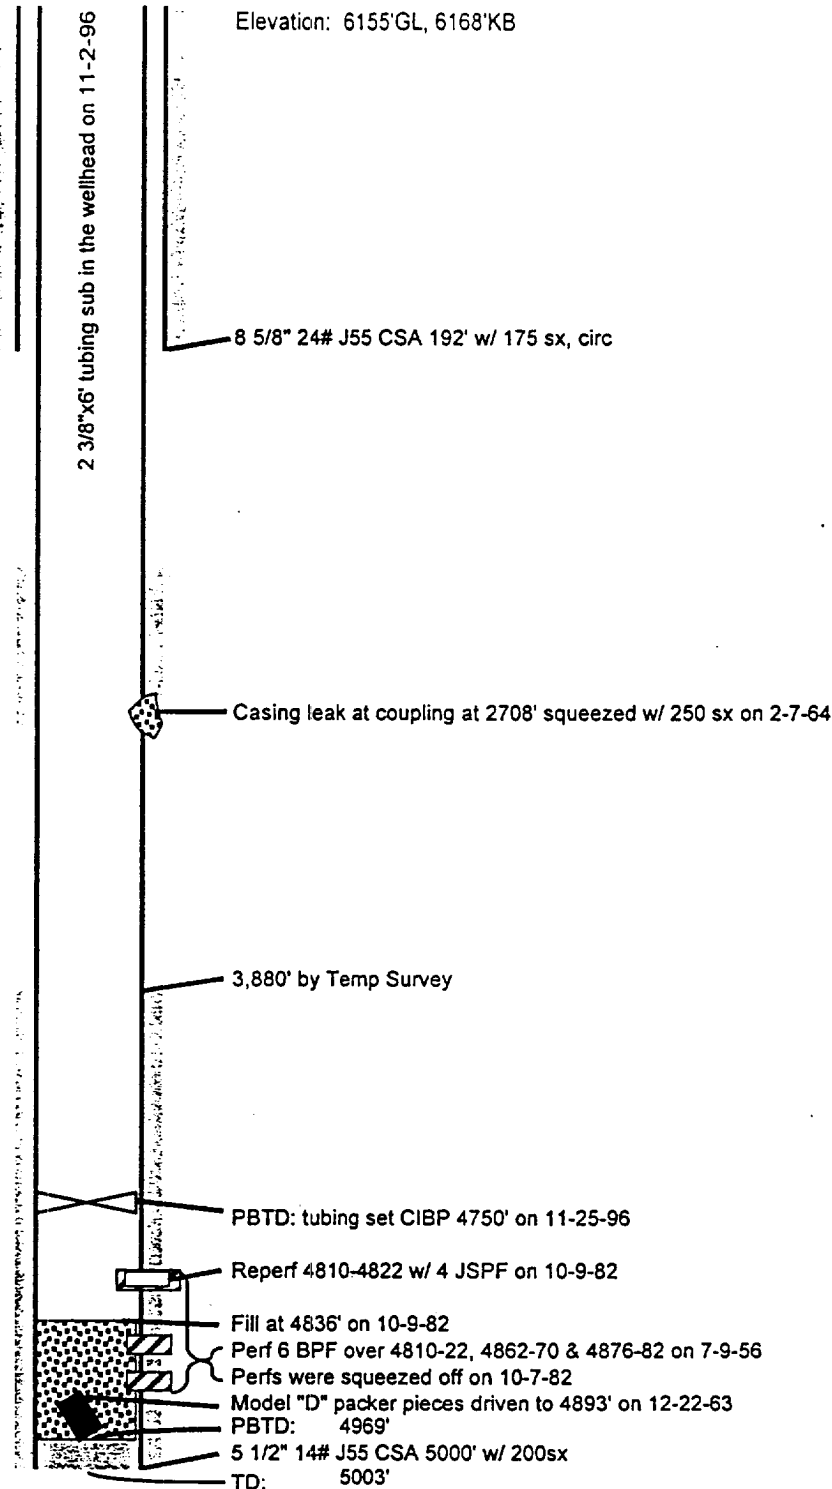 Elevation: 6155'GL, 6168'KB
2 3/8"x6' tubing sub in the wellhead on 11-2-96
8 5/8" 24# J55 CSA 192' w/ 175 sx, circ
Casing leak at coupling at 2708' squeezed w/ 250 sx on 2-7-64
3,880' by Temp Survey
PBTD: tubing set CIBP 4750' on 11-25-96
Reperf 4810-4822 w/ 4 JSPF on 10-9-82
Fill at 4836' on 10-9-82
Perf 6 BPF over 4810-22, 4862-70 & 4876-82 on 7-9-56
Perfs were squeezed off on 10-7-82
Model "D" packer pieces driven to 4893' on 12-22-63
PBTD: 4969'
5 1/2" 14# J55 CSA 5000' w/ 200sx
TD: 5003'